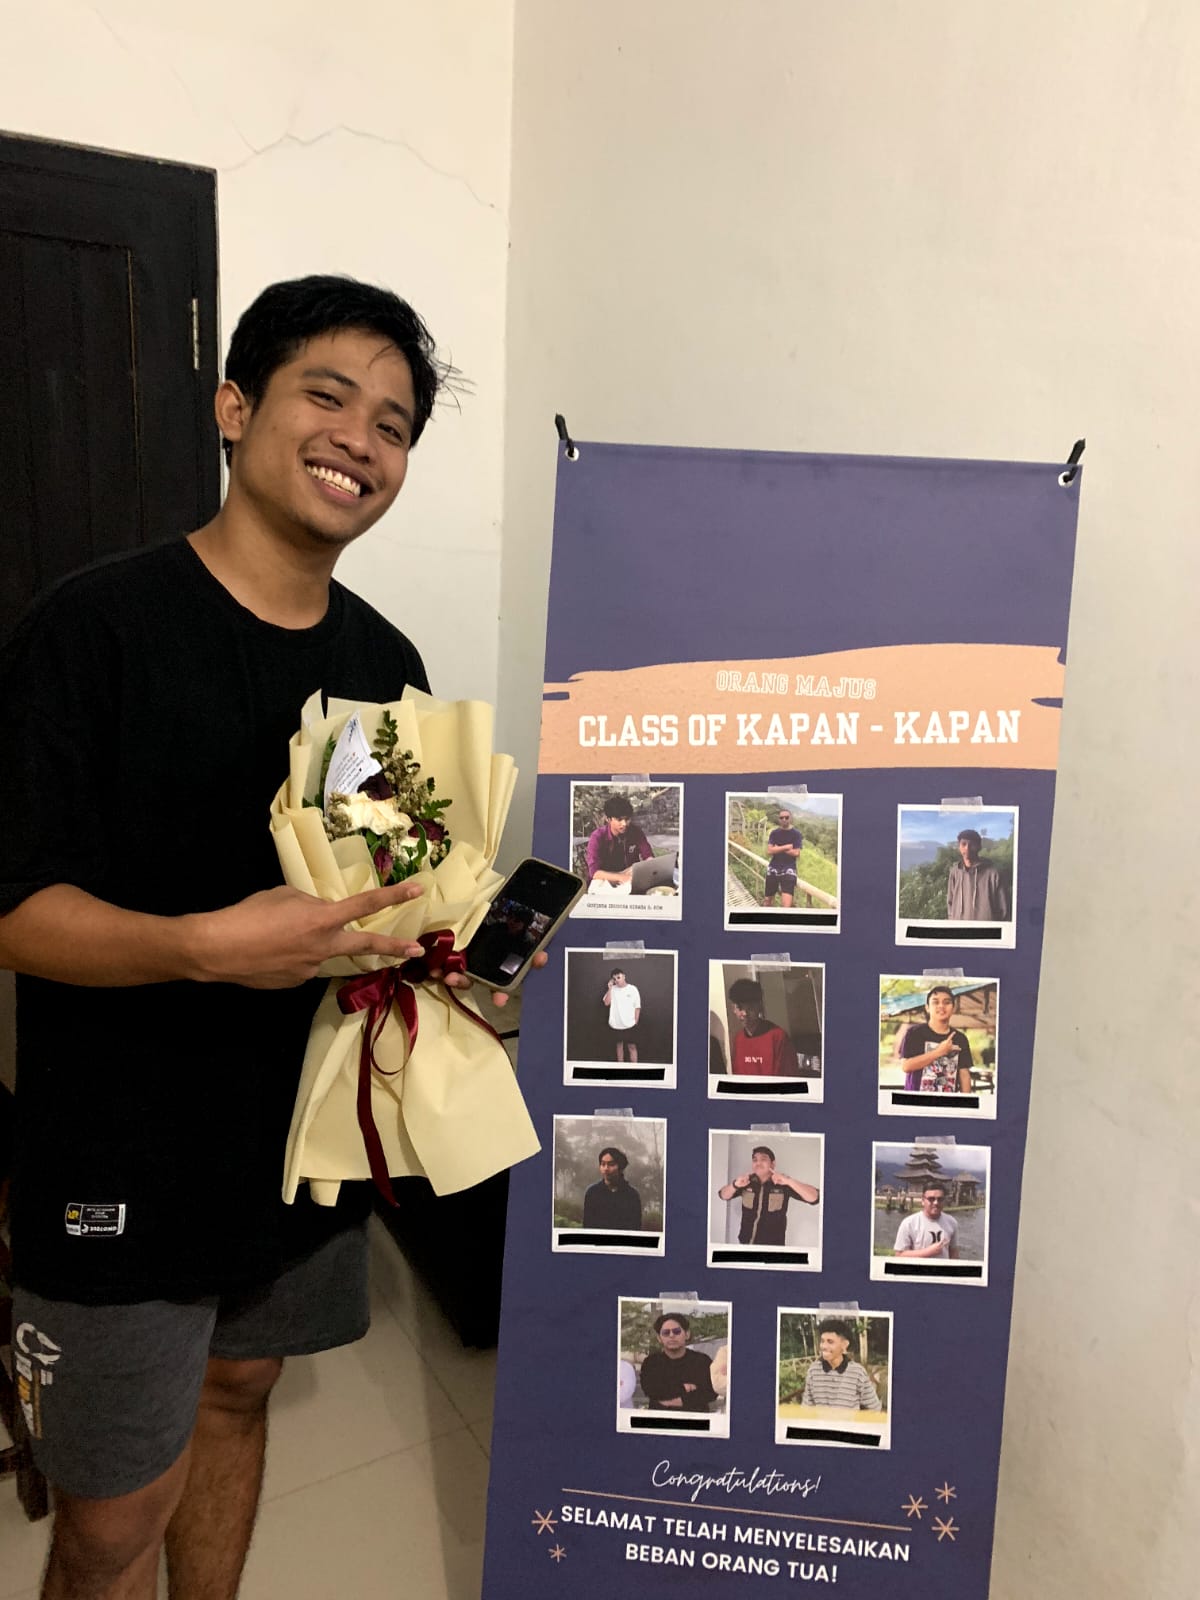 ORANG MAJUS
CLASS OF KAPAN - KAPAN
Congratulations!
SELAMAT TELAH MENYELESAIKAN
BEBAN ORANG TUA!